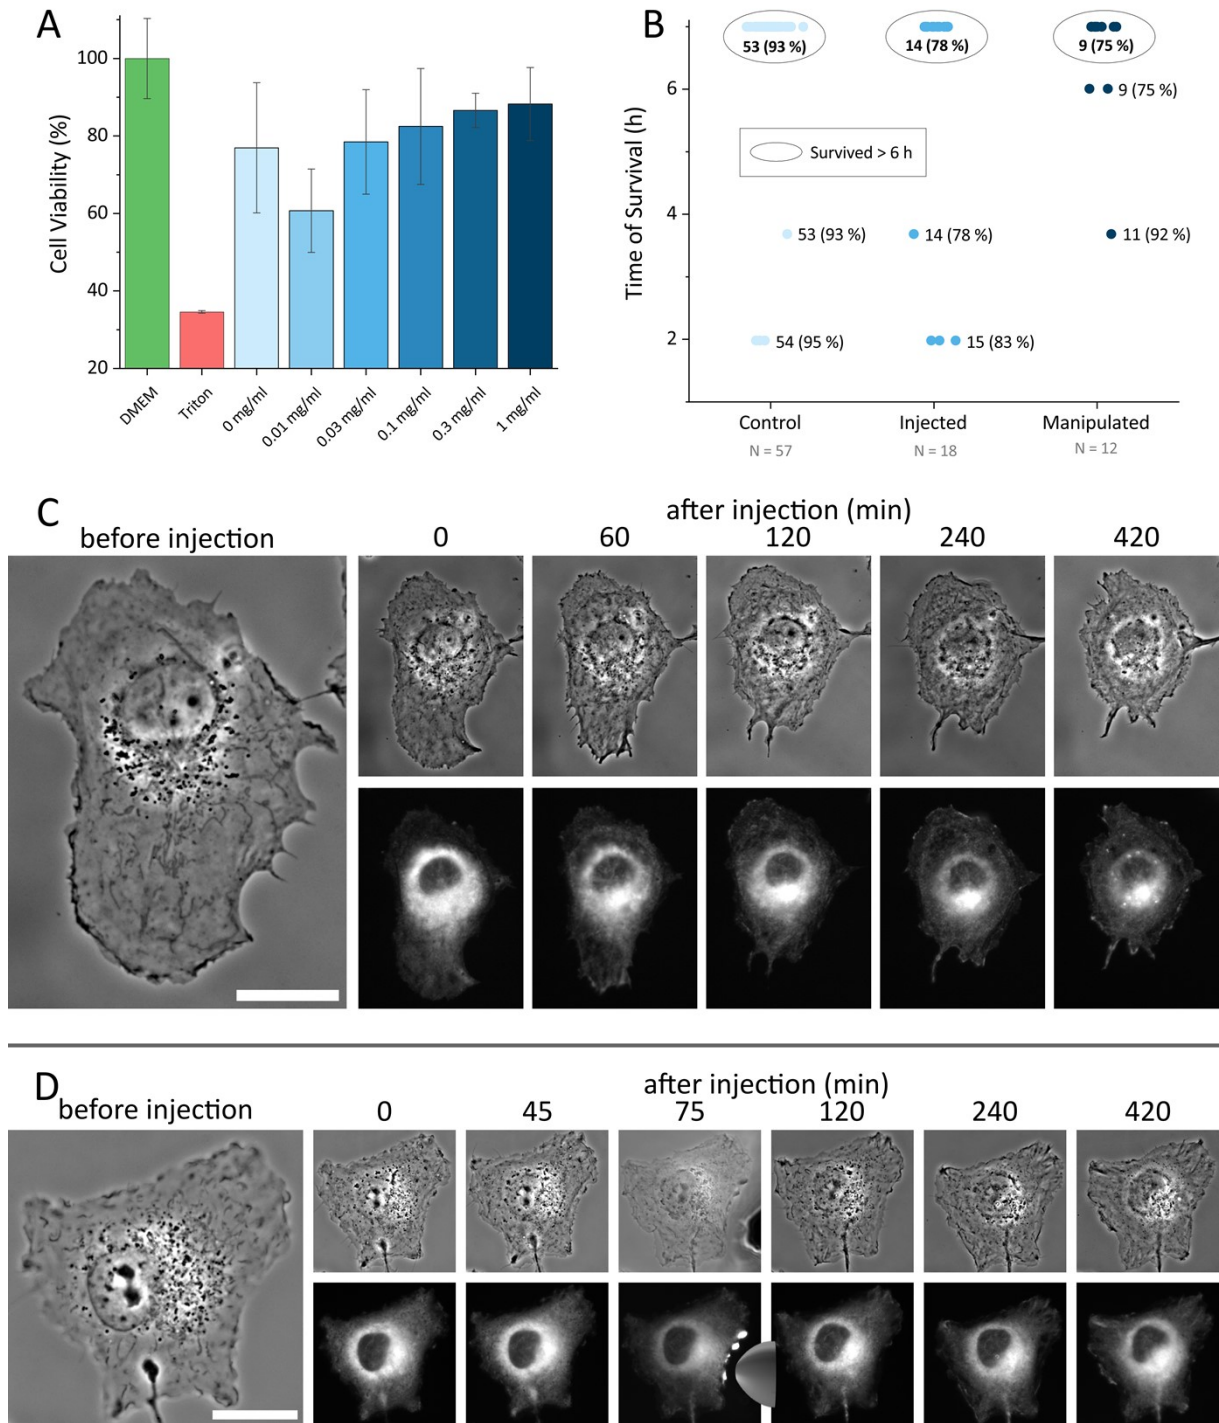 A
Cell Viability (%)
100
80
60
40
20
DMEM
Triton
0 mg/ml
0.01 mg/ml
0.03 mg/ml
0.1 mg/ml
0.3 mg/ml
1 mg/ml
B
Time of Survival (h)
6
4
2
53 (93 %)
14 (78 %)
9 (75 %)
9 (75 %)
Survived > 6 h
53 (93 %)
14 (78 %)
11 (92 %)
54 (95 %)
15 (83 %)
Control
Injected
Manipulated
N = 57
N = 18
N = 12
C
before injection
after injection (min)
0
60
120
240
420
D
before injection
after injection (min)
0
45
75
120
240
420